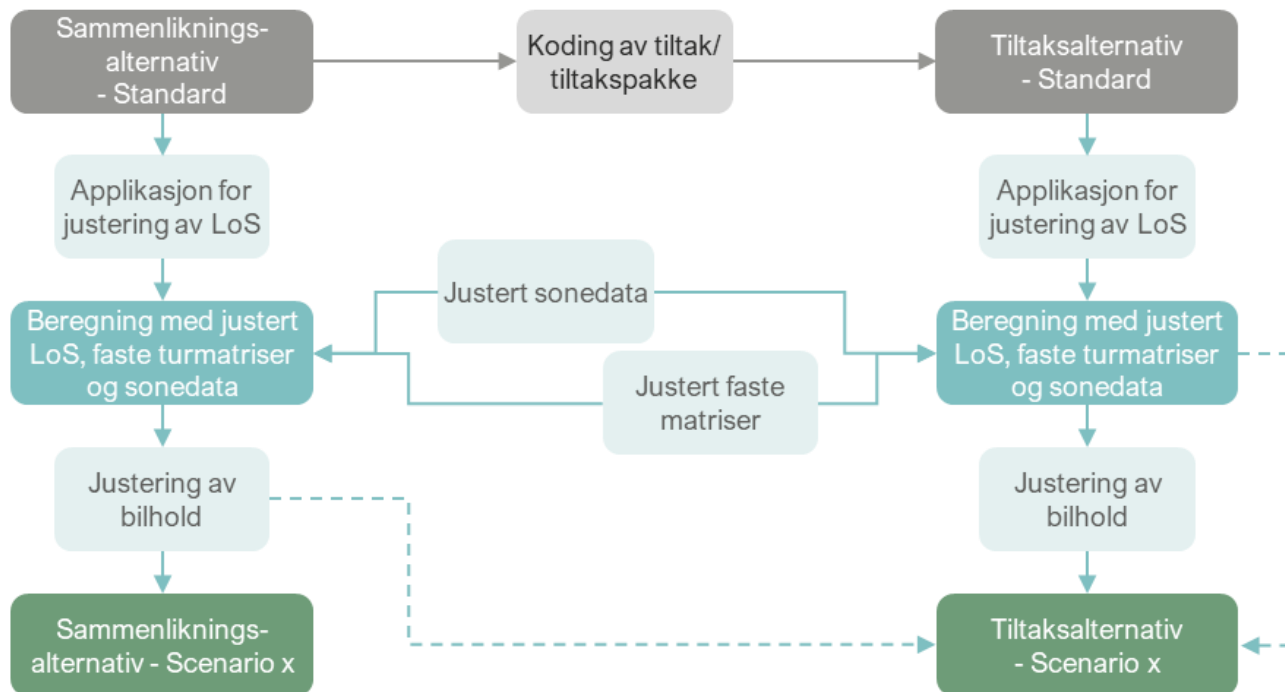 Sammenliknings-
alternativ
- Standard
Koding av tiltak/
tiltakspakke
Tiltaksalternativ
- Standard
Applikasjon for
justering av LoS
Applikasjon for
justering av LoS
Justert sonedata
Beregning med justert
LoS, faste turmatriser
og sonedata
Beregning med justert
LoS, faste turmatriser
og sonedata
Justert faste
matriser
Justering av
bilhold
Justering av
bilhold
Sammenliknings-
alternativ - Scenario x
Tiltaksalternativ
- Scenario x